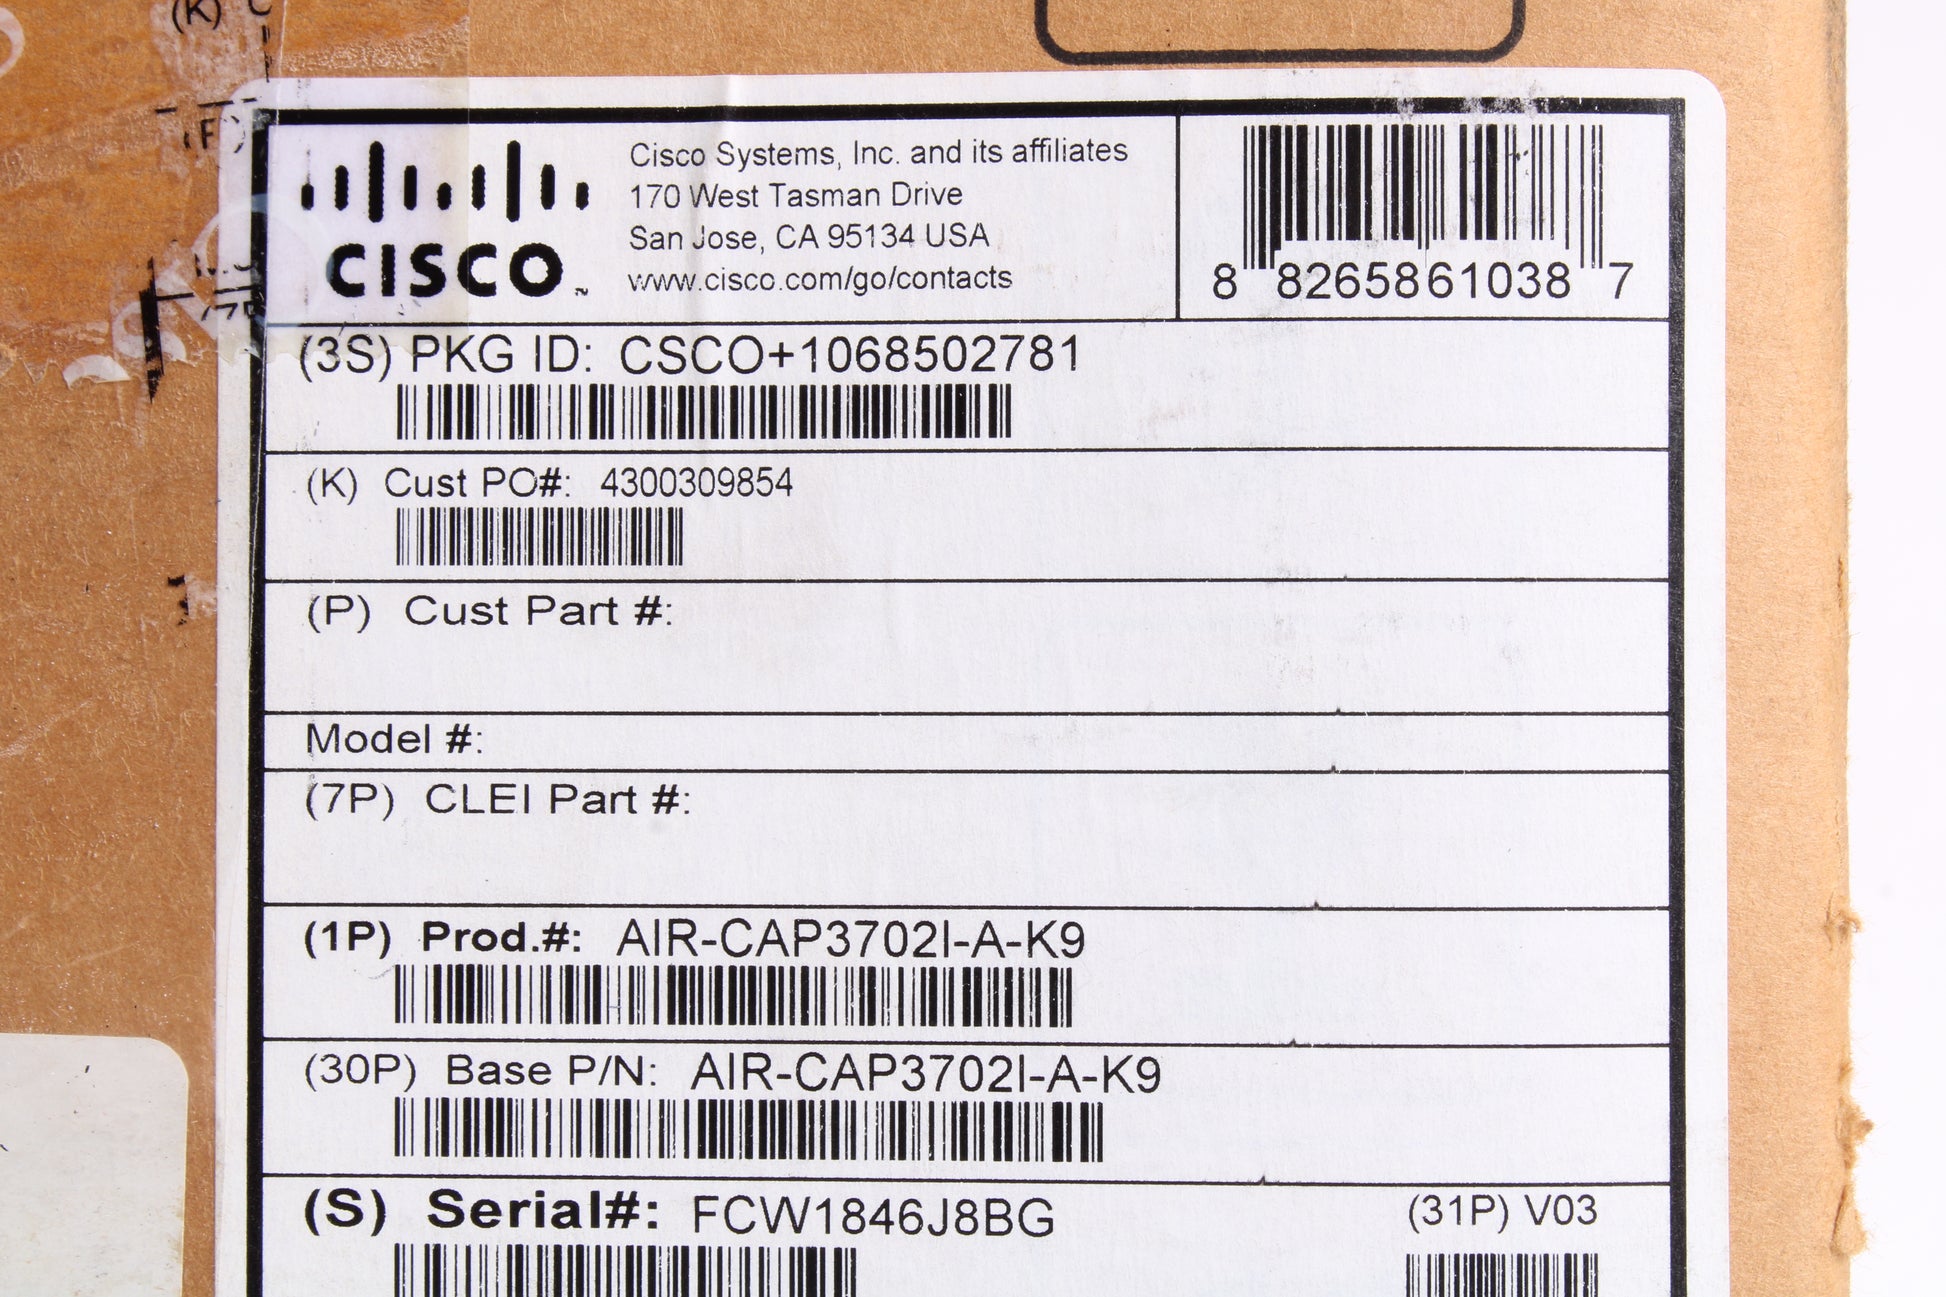 (K) C
(F)
CISCO
Cisco Systems, Inc. and its affiliates
170 West Tasman Drive
San Jose, CA 95134 USA
www.cisco.com/go/contacts
8 8265861038 7
(3S) PKG ID: CSCO+1068502781
(K) Cust PO#: 4300309854
(P) Cust Part #:
Model #:
(7P) CLEI Part #:
(1P) Prod.#: AIR-CAP3702I-A-K9
(30P) Base P/N: AIR-CAP3702I-A-K9
(S) Serial#: FCW1846J8BG
(31P) V03